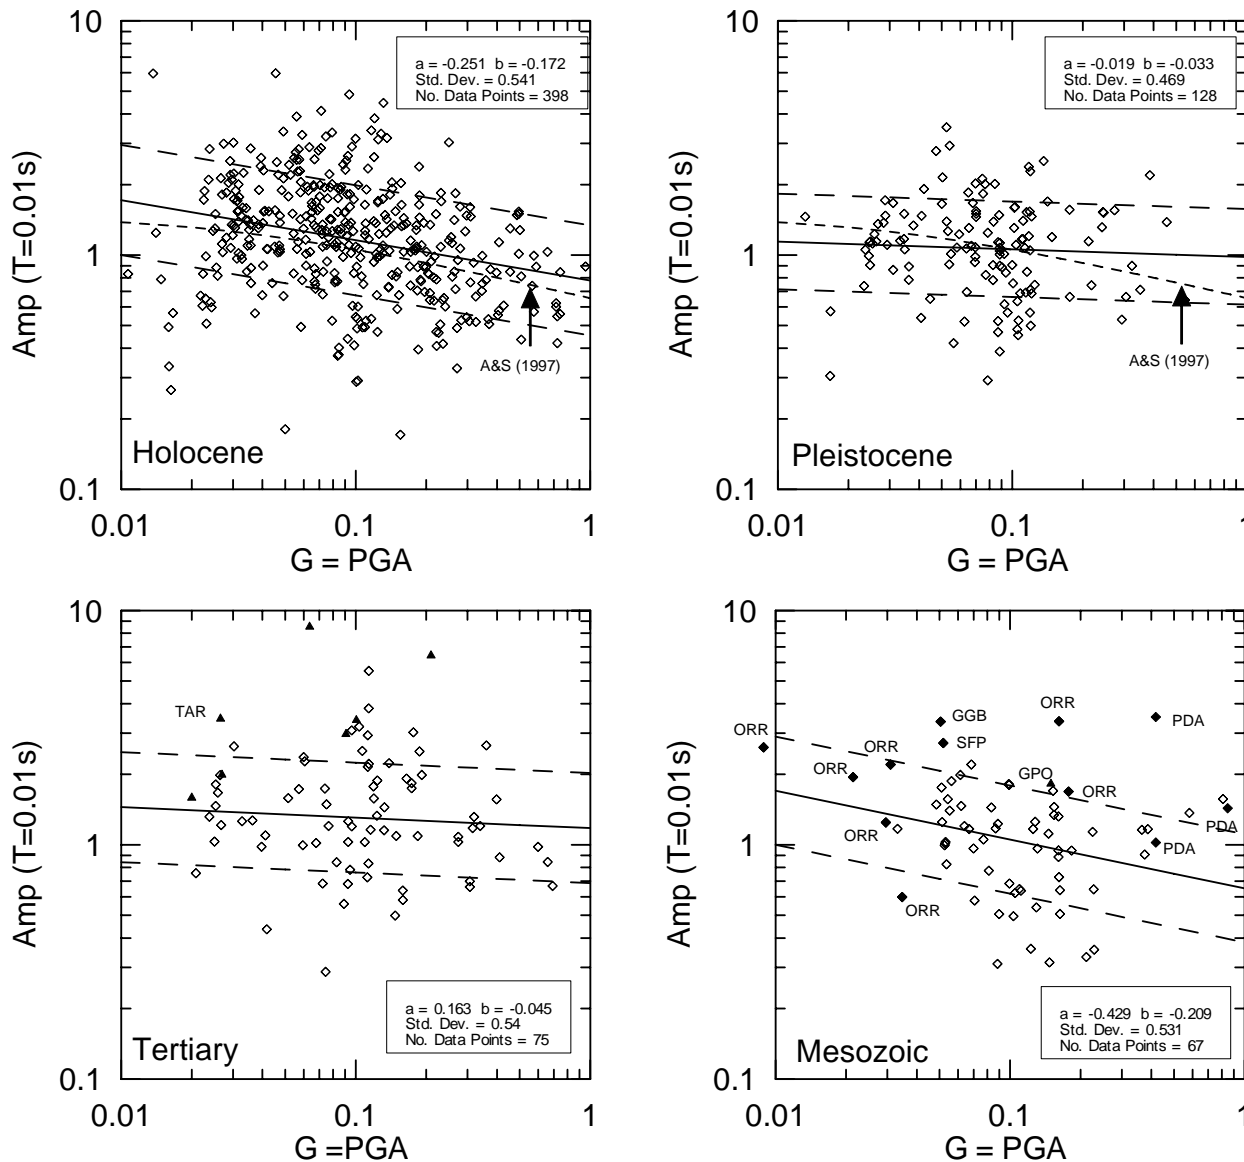 10
a = -0.251 b = -0.172
Std. Dev. = 0.541
No. Data Points = 398
Amp (T=0.01s)
1
A&S (1997)
Holocene
0.1
0.01
0.1
1
G = PGA
10
a = -0.019 b = -0.033
Std. Dev. = 0.469
No. Data Points = 128
Amp (T=0.01s)
1
A&S (1997)
Pleistocene
0.1
0.01
0.1
1
G = PGA
10
TAR
Amp (T=0.01s)
1
a = 0.163 b = -0.045
Std. Dev. = 0.54
No. Data Points = 75
Tertiary
0.1
0.01
0.1
1
G =PGA
10
ORR
GGB
ORR
PDA
SFP
ORR
ORR
GPO
ORR
Amp (T=0.01s)
ORR
PDA
1
PDA
ORR
a = -0.429 b = -0.209
Std. Dev. = 0.531
No. Data Points = 67
Mesozoic
0.1
0.01
0.1
1
G = PGA